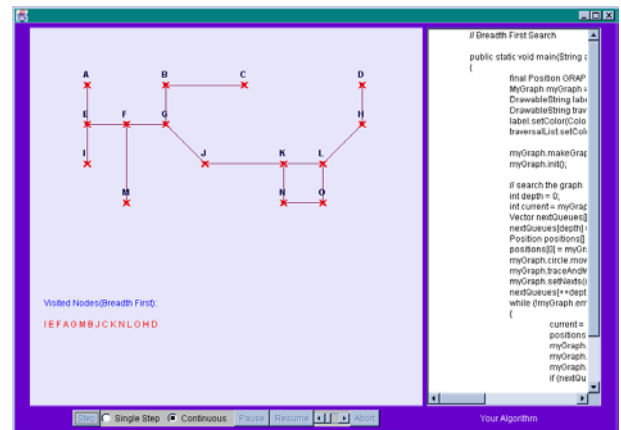 A B C D
E F G H
I J K L
M N O
Visited Nodes(Breadth First):
I E F A G M B J C K N L O H D
Step Single Step Continuous Pause Resume Abort
// Breadth First Search
public static void main(String a
{
final Position GRAP
MyGraph myGraph =
DrawableString labe
DrawableString trav
label.setColor(Colo
traversalList.setColo
myGraph.makeGrap
myGraph.init();
// search the graph
int depth = 0;
int current = myGrap
Vector nextQueues[]
nextQueues[depth] =
Position positions[]
positions[0] = myGra
myGraph.circle.mov
myGraph.traceAndM
myGraph.setNexts(
nextQueues[++dept
while (!myGraph.em
{
current =
positions
myGraph.
myGraph.
myGraph.
if (nextQu
Your Algorithm